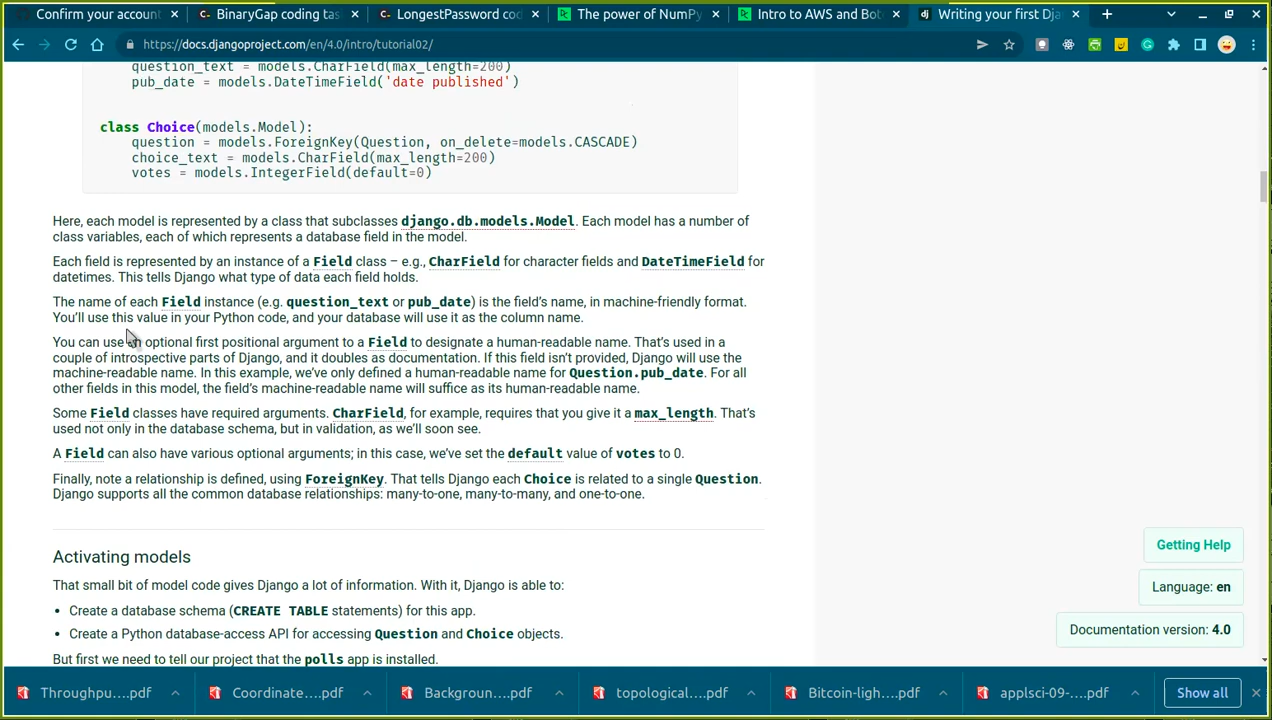 Confirm your account
BinaryGap coding tas
LongestPassword cod
The power of NumPy
Intro to AWS and Bot
Writing your first Dja
https://docs.djangoproject.com/en/4.0/intro/tutorial02/
question_text = models.CharField(max_length=200)
pub_date = models.DateTimeField('date published')
class Choice(models.Model):
question = models.ForeignKey(Question, on_delete=models.CASCADE)
choice_text = models.CharField(max_length=200)
votes = models.IntegerField(default=0)
Here, each model is represented by a class that subclasses django.db.models.Model. Each model has a number of
class variables, each of which represents a database field in the model.
Each field is represented by an instance of a Field class – e.g., CharField for character fields and DateTimeField for
datetimes. This tells Django what type of data each field holds.
The name of each Field instance (e.g. question_text or pub_date) is the field's name, in machine-friendly format.
You'll use this value in your Python code, and your database will use it as the column name.
You can use an optional first positional argument to a Field to designate a human-readable name. That's used in a
couple of introspective parts of Django, and it doubles as documentation. If this field isn't provided, Django will use the
machine-readable name. In this example, we've only defined a human-readable name for Question.pub_date. For all
other fields in this model, the field's machine-readable name will suffice as its human-readable name.
Some Field classes have required arguments. CharField, for example, requires that you give it a max_length. That's
used not only in the database schema, but in validation, as we'll soon see.
A Field can also have various optional arguments; in this case, we've set the default value of votes to 0.
Finally, note a relationship is defined, using ForeignKey. That tells Django each Choice is related to a single Question.
Django supports all the common database relationships: many-to-one, many-to-many, and one-to-one.
Activating models
That small bit of model code gives Django a lot of information. With it, Django is able to:
• Create a database schema (CREATE TABLE statements) for this app.
• Create a Python database-access API for accessing Question and Choice objects.
But first we need to tell our project that the polls app is installed.
Getting Help
Language: en
Documentation version: 4.0
Throughpu....pdf
Coordinate....pdf
Backgroun....pdf
topological....pdf
Bitcoin-ligh....pdf
applsci-09-....pdf
Show all